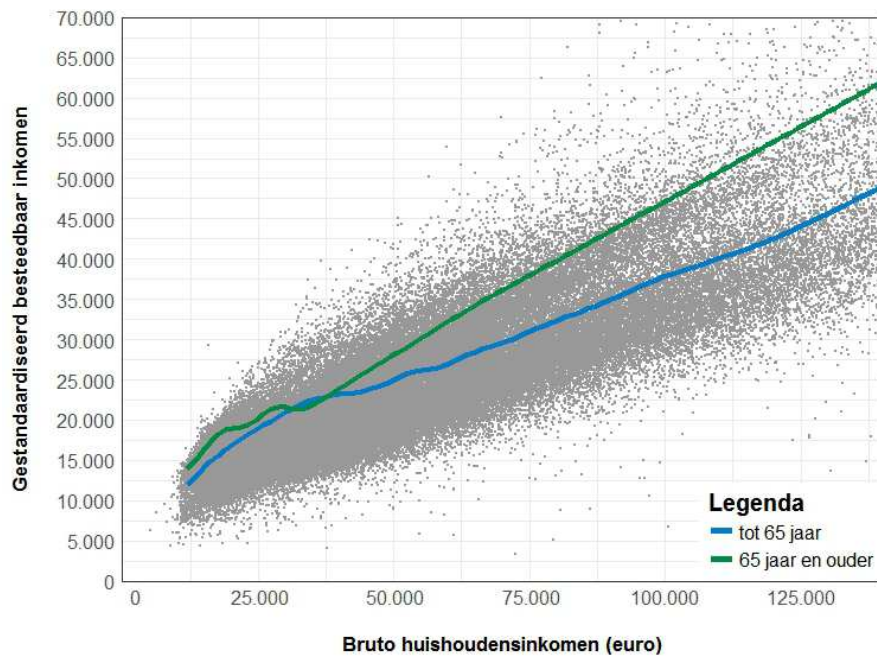 70.000
65.000
60.000
55.000
50.000
45.000
40.000
35.000
30.000
25.000
20.000
15.000
10.000
5.000
0
Gestandaardiseerd besteedbaar inkomen
Legenda
tot 65 jaar
65 jaar en ouder
0 25.000 50.000 75.000 100.000 125.000
Bruto huishoudensinkomen (euro)